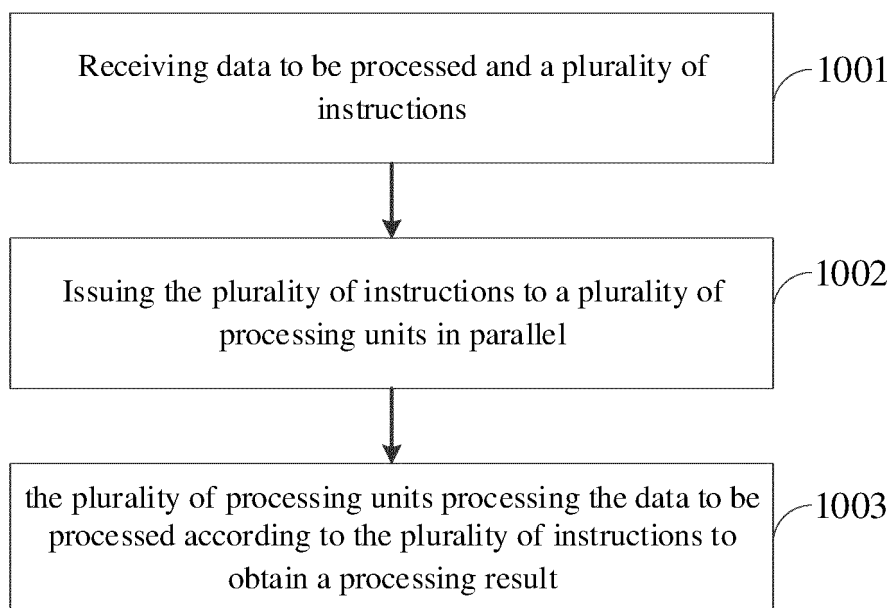 Receiving data to be processed and a plurality of
instructions
1001
Issuing the plurality of instructions to a plurality of
processing units in parallel
1002
the plurality of processing units processing the data to be
processed according to the plurality of instructions to
obtain a processing result
1003